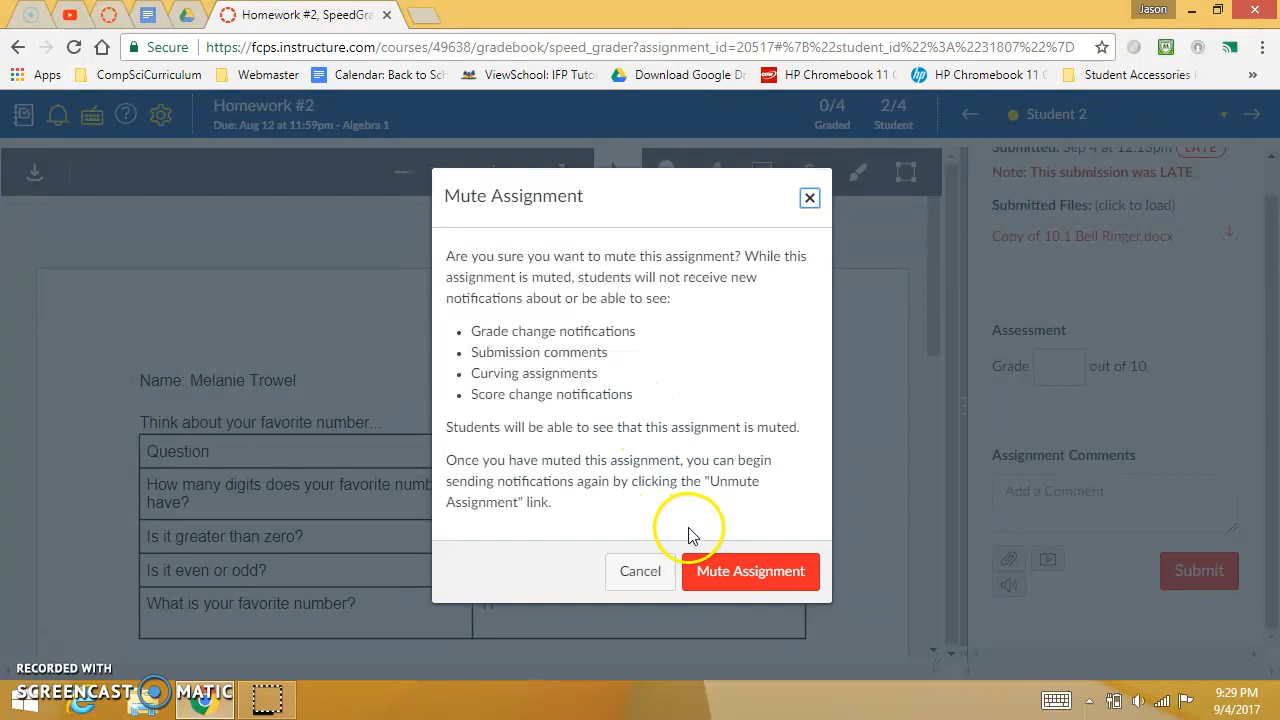 Jason
Homework #2, SpeedGra
Secure
https://fcps.instructure.com/courses/49638/gradebook/speed_grader?assignment_id=20517#%7B%22student_id%22%3A%2231807%22%7D
Apps
CompSciCurriculum
Webmaster
Calendar: Back to Sc
ViewSchool: IFP Tuto
Download Google Dr
HP Chromebook 11
HP Chromebook 11
Student Accessories
Homework #2
Due: Aug 12 at 11:59pm - Algebra 1
0/4
Graded
2/4
Student
Student 2
Submitted: Sep 4 at 12:13pm
LATE
Note: This submission was LATE
Submitted Files: (click to load)
Copy of 10.1 Bell Ringer.docx
Mute Assignment
Are you sure you want to mute this assignment? While this
assignment is muted, students will not receive new
notifications about or be able to see:
• Grade change notifications
• Submission comments
• Curving assignments
• Score change notifications
Students will be able to see that this assignment is muted.
Once you have muted this assignment, you can begin
sending notifications again by clicking the "Unmute
Assignment" link.
Cancel
Mute Assignment
Name: Melanie Trowel
Think about your favorite number...
Question
How many digits does your favorite num
have?
Is it greater than zero?
Is it even or odd?
What is your favorite number?
Assessment
Grade
out of 10
Assignment Comments
Add a Comment
Submit
RECORDED WITH
SCREENCAST MATIC
9:29 PM
9/4/2017